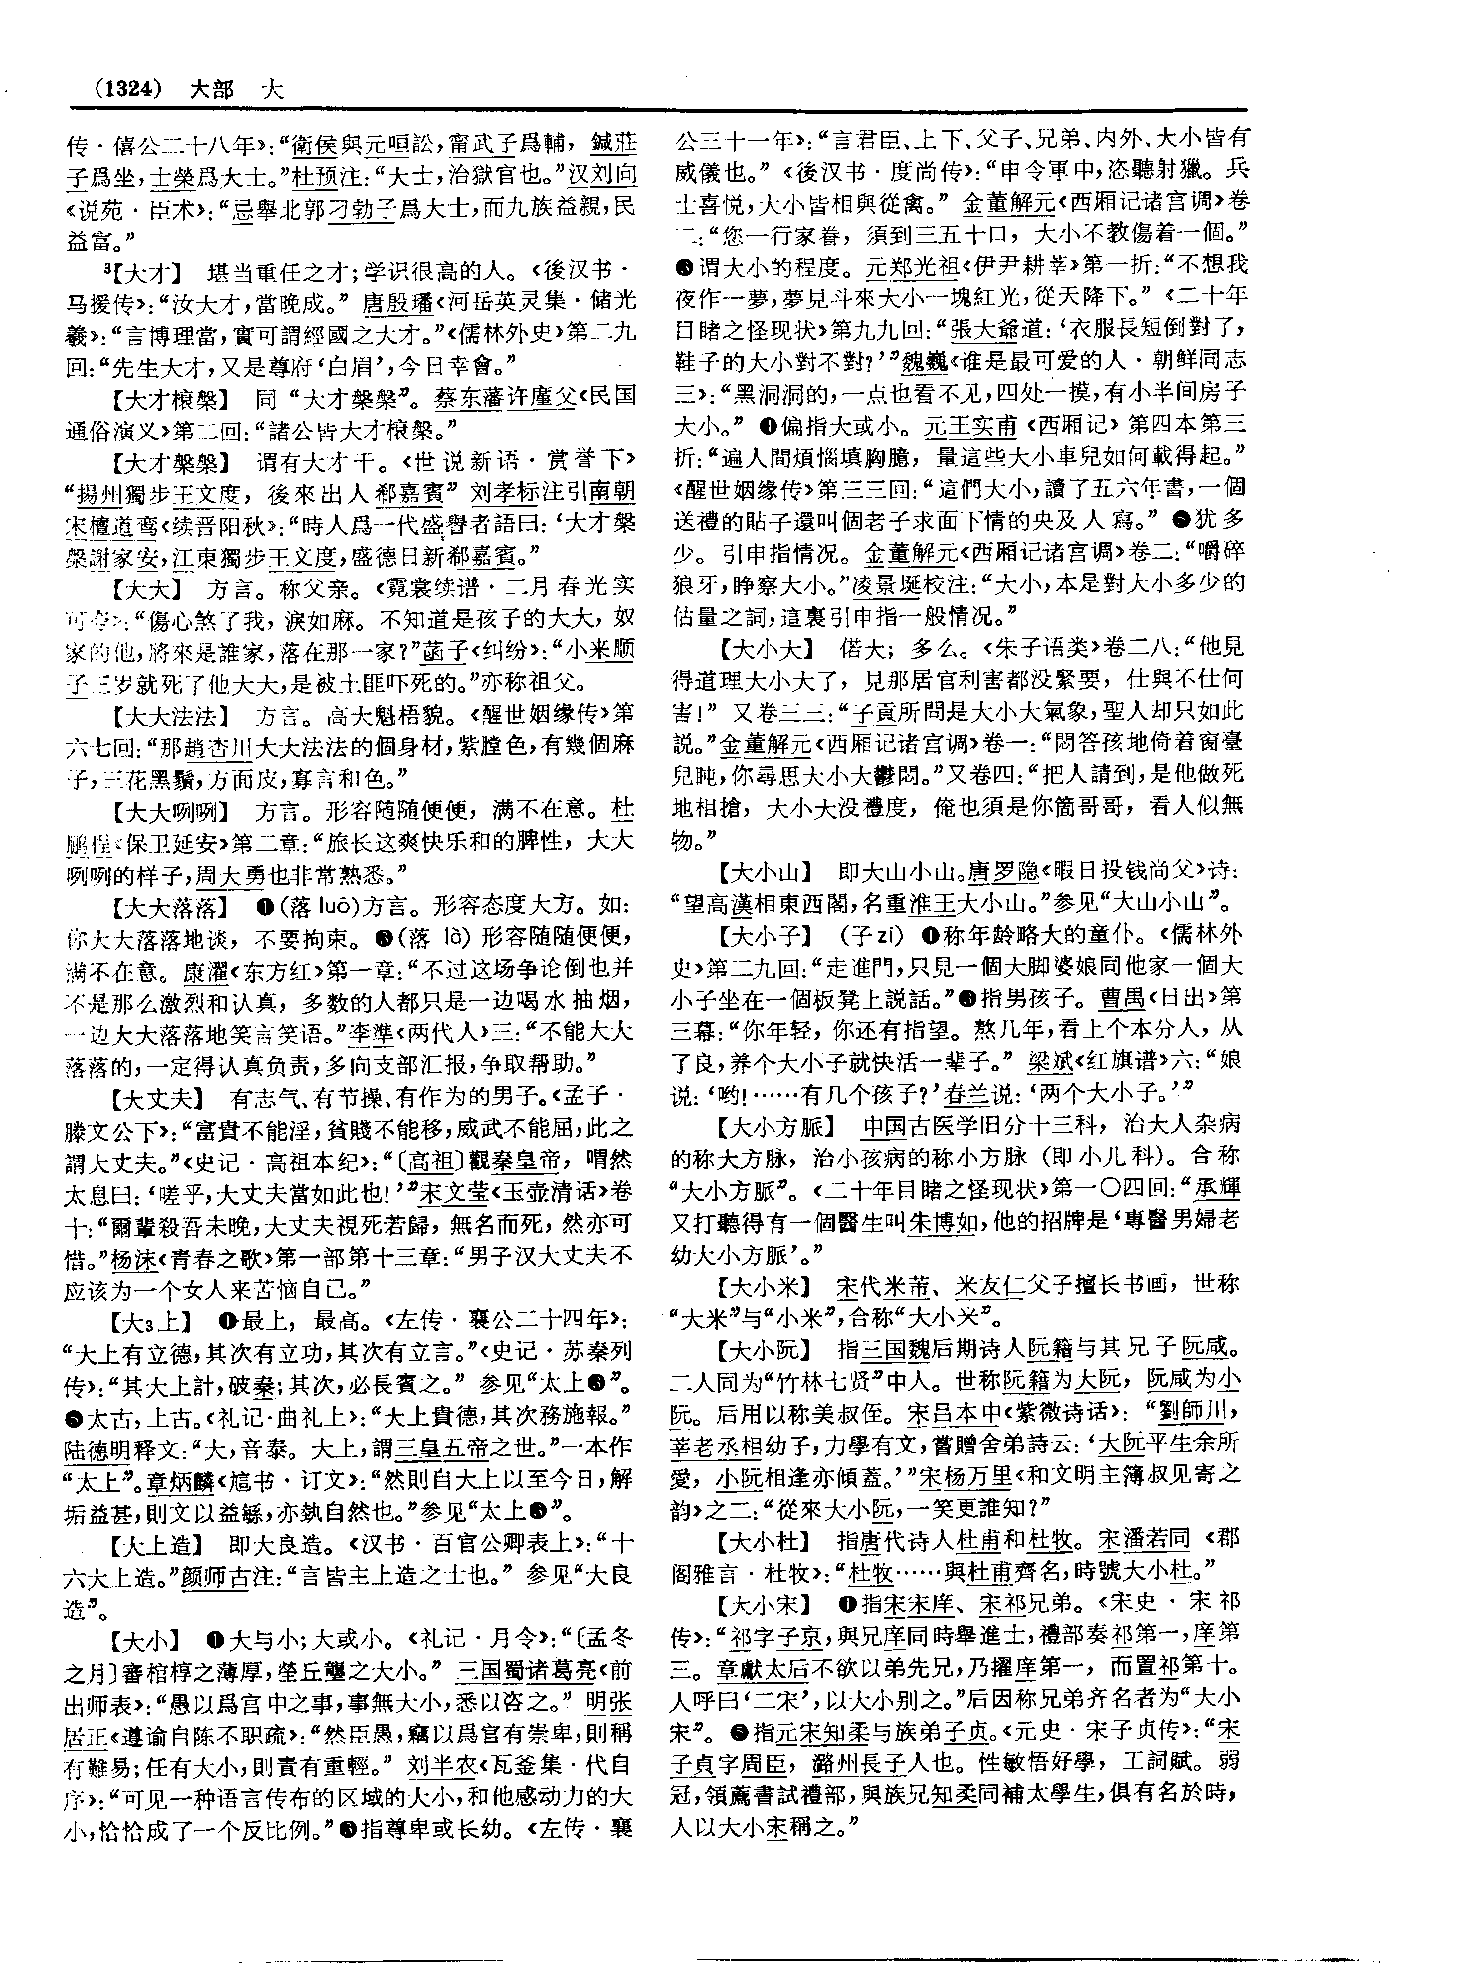 （1324） 大部 大
传·僖公二十八年》：“衛侯與元咺訟，甯武子爲輔，鍼莊
子爲坐，士榮爲大士。”杜预注：“大士，治獄官也。”汉刘向
《说苑·臣术》：“忌舉北郭刁勃子爲大士，而九族益親，民
益富。”
³【大才】 堪当重任之才；学识很高的人。《後汉书·
马援传》：“汝大才，當晚成。” 唐殷璠《河岳英灵集·储光
羲》：“言博理當，實可謂經國之大才。”《儒林外史》第二九
回：“先生大才，又是尊府‘白眉’，今日幸會。”
【大才榱槃】 同“大才槃槃”。蔡东藩许廑父《民国
通俗演义》第二回：“諸公皆大才榱槃。”
【大才槃槃】 谓有大才干。《世说新语·赏誉下》
“揚州獨步王文度，後來出人郗嘉賓” 刘孝标注引南朝
宋檀道鸾《续晋阳秋》：“時人爲一代盛譽者語曰：‘大才槃
槃謝家安，江東獨步王文度，盛德日新郗嘉賓。”
【大大】 方言。称父亲。《霓裳续谱·二月春光实
可夸》：“傷心煞了我，淚如麻。不知道是孩子的大大，奴
家的他，將來是誰家，落在那一家？”菡子《纠纷》：“小来顺
子三岁就死了他大大，是被土匪吓死的。”亦称祖父。
【大大法法】 方言。高大魁梧貌。《醒世姻缘传》第
六七回：“那趙杏川大大法法的個身材，紫膛色，有幾個麻
子，三花黑鬚，方面皮，寡言和色。”
【大大咧咧】 方言。形容随随便便，满不在意。杜
鹏程《保卫延安》第二章：“旅长这爽快乐和的脾性，大大
咧咧的样子，周大勇也非常熟悉。”
【大大落落】 ❶（落 luō）方言。形容态度大方。如：
你大大落落地谈，不要拘束。❷（落 là）形容随随便便，
满不在意。康濯《东方红》第一章：“不过这场争论倒也并
不是那么激烈和认真，多数的人都只是一边喝水抽烟，
一边大大落落地笑言笑语。”李準《两代人》三：“不能大大
落落的，一定得认真负责，多向支部汇报，争取帮助。”
【大丈夫】 有志气、有节操、有作为的男子。《孟子·
滕文公下》：“富貴不能淫，貧賤不能移，威武不能屈，此之
謂大丈夫。”《史记·高祖本纪》：“〔高祖〕觀秦皇帝，喟然
太息曰：‘嗟乎，大丈夫當如此也！’”宋文莹《玉壶清话》卷
十：“爾輩殺吾未晚，大丈夫視死若歸，無名而死，然亦可
惜。”杨沫《青春之歌》第一部第十三章：“男子汉大丈夫不
应该为一个女人来苦恼自己。”
【大₃上】 ❶最上，最高。《左传·襄公二十四年》：
“大上有立德，其次有立功，其次有立言。”《史记·苏秦列
传》：“其大上計，破秦；其次，必長賓之。” 参见“太上❷”。
❷太古，上古。《礼记·曲礼上》：“大上貴德，其次務施報。”
陆德明释文：“大，音泰。大上，謂三皇五帝之世。”一本作
“太上”。章炳麟《訄书·订文》：“然則自大上以至今日，解
垢益甚，則文以益繇，亦埶自然也。”参见“太上❸”。
【大上造】 即大良造。《汉书·百官公卿表上》：“十
六大上造。”颜师古注：“言皆主上造之士也。” 参见“大良
造”。
【大小】 ❶大与小；大或小。《礼记·月令》：“〔孟冬
之月〕審棺椁之薄厚，塋丘壟之大小。” 三国蜀诸葛亮《前
出师表》：“愚以爲宫中之事，事無大小，悉以咨之。” 明张
居正《遵谕自陈不职疏》：“然臣愚，竊以爲官有崇卑，則稱
有難易；任有大小，則責有重輕。” 刘半农《瓦釜集·代自
序》：“可见一种语言传布的区域的大小，和他感动力的大
小，恰恰成了一个反比例。”❷指尊卑或长幼。《左传·襄
公三十一年》：“言君臣、上下、父子、兄弟、内外、大小皆有
威儀也。” 《後汉书·度尚传》：“申令軍中，恣聽射獵。兵
士喜悦，大小皆相與從禽。” 金董解元《西厢记诸宫调》卷
二：“您一行家眷，須到三五十口，大小不教傷着一個。”
❸谓大小的程度。元郑光祖《伊尹耕莘》第一折：“不想我
夜作一夢，夢見斗來大小一塊紅光，從天降下。”《二十年
目睹之怪现状》第九九回：“張大爺道：‘衣服長短倒對了，
鞋子的大小對不對？’”魏巍《谁是最可爱的人·朝鲜同志
三》：“黑洞洞的，一点也看不见，四处一摸，有小半间房子
大小。” ❹偏指大或小。元王实甫《西厢记》第四本第三
折：“遍人間煩惱填胸臆，量這些大小車兒如何載得起。”
《醒世姻缘传》第三三回：“這們大小，讀了五六年書，一個
送禮的貼子還叫個老子求面下情的央及人寫。” ❺犹多
少。引申指情况。金董解元《西厢记诸宫调》卷二：“嚼碎
狼牙，睁察大小。”凌景埏校注：“大小，本是對大小多少的
估量之詞，這裏引申指一般情况。”
【大小大】 偌大；多么。《朱子语类》卷二八：“他見
得道理大小大了，見那居官利害都没緊要，仕與不仕何
害！” 又卷三三：“子貢所問是大小大氣象，聖人却只如此
説。”金董解元《西厢记诸宫调》卷一：“悶答孩地倚着窗臺
兒盹，你尋思大小大鬱悶。”又卷四：“把人請到，是他做死
地相搶，大小大没禮度，俺也須是你箇哥哥，看人似無
物。”
【大小山】 即大山小山。唐罗隐《暇日投钱尚父》诗：
“望高漢相東西閣，名重淮王大小山。”参见“大山小山”。
【大小子】 （子zi）❶称年龄略大的童仆。《儒林外
史》第二九回：“走進門，只見一個大脚婆娘同他家一個大
小子坐在一個板凳上説話。”❷指男孩子。曹禺《日出》第
三幕：“你年轻，你还有指望。熬几年，看上个本分人，从
了良，养个大小子就快活一辈子。” 梁斌《红旗谱》六：“娘
说：‘哟！……有几个孩子？’春兰说：‘两个大小子。’”
【大小方脈】 中国古医学旧分十三科，治大人杂病
的称大方脉，治小孩病的称小方脉（即小儿科）。合称
“大小方脈”。《二十年目睹之怪现状》第一〇四回：“承輝
又打聽得有一個醫生叫朱博如，他的招牌是‘專醫男婦老
幼大小方脈’。”
【大小米】 宋代米芾、米友仁父子擅长书画，世称
“大米”与“小米”，合称“大小米”。
【大小阮】 指三国魏后期诗人阮籍与其兄子阮咸。
二人同为“竹林七贤”中人。世称阮籍为大阮，阮咸为小
阮。后用以称美叔侄。宋吕本中《紫微诗话》：“劉師川，
莘老丞相幼子，力學有文，嘗贈舍弟詩云：‘大阮平生余所
愛，小阮相逢亦傾蓋。’”宋杨万里《和文明主簿叔见寄之
韵》之二：“從來大小阮，一笑更誰知？”
【大小杜】 指唐代诗人杜甫和杜牧。宋潘若同《郡
阁雅言·杜牧》：“杜牧……與杜甫齊名，時號大小杜。”
【大小宋】 ❶指宋宋庠、宋祁兄弟。《宋史·宋祁
传》：“祁字子京，與兄庠同時舉進士，禮部奏祁第一，庠第
三。章獻太后不欲以弟先兄，乃擢庠第一，而置祁第十。
人呼曰‘二宋’，以大小别之。”后因称兄弟齐名者为“大小
宋”。❷指元宋知柔与族弟子贞。《元史·宋子贞传》：“宋
子貞字周臣，潞州長子人也。性敏悟好學，工詞賦。弱
冠，領薦書試禮部，與族兄知柔同補太學生，俱有名於時，
人以大小宋稱之。”